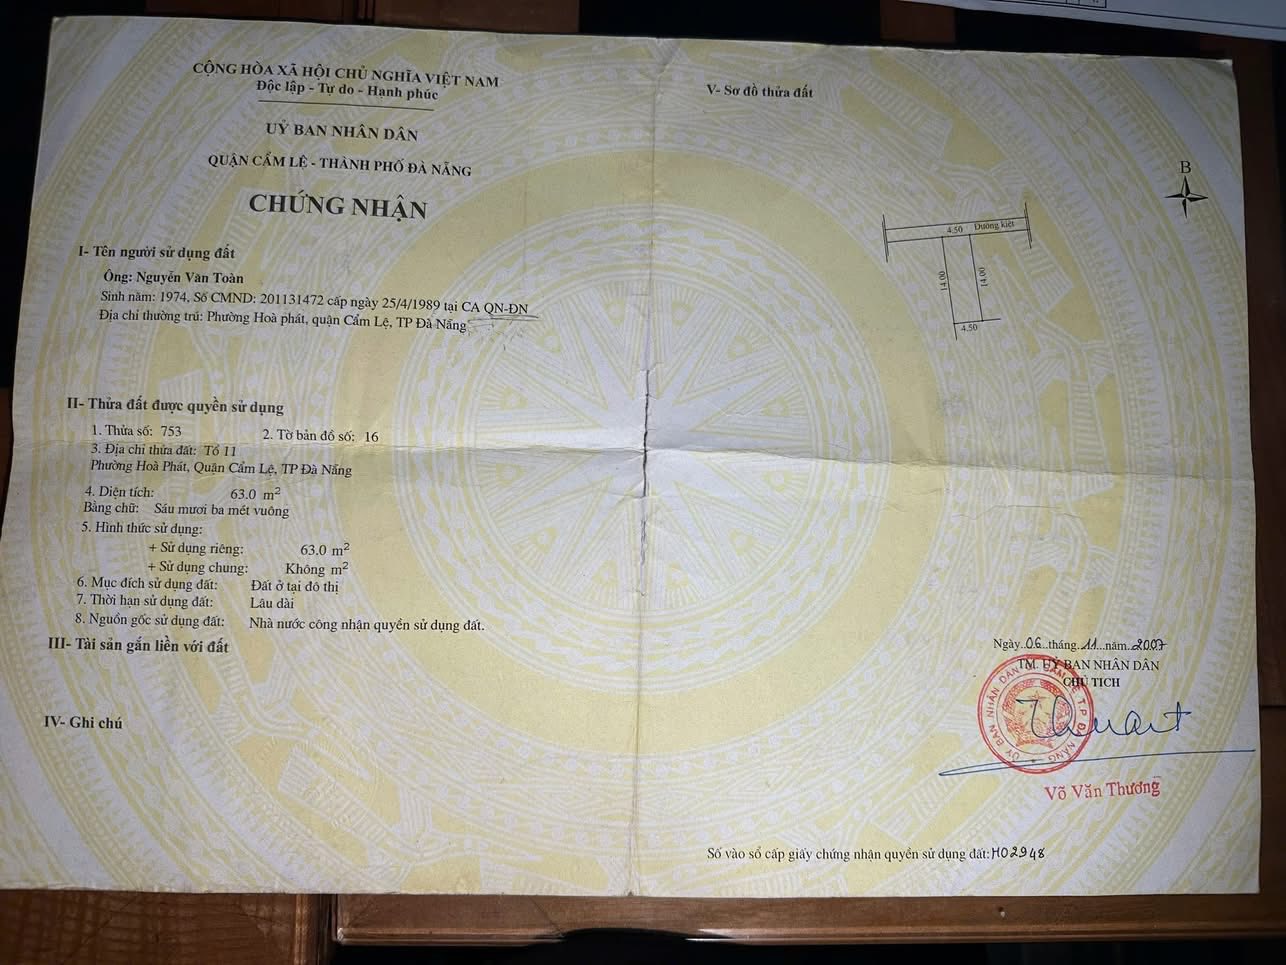 CỘNG HÒA XÃ HỘI CHỦ NGHĨA VIỆT NAM
Độc lập - Tự do - Hạnh phúc
UỶ BAN NHÂN DÂN
QUẬN CẨM LỆ - THÀNH PHỐ ĐÀ NẴNG
CHỨNG NHẬN
I- Tên người sử dụng đất
Ông: Nguyễn Văn Toàn
Sinh năm: 1974, Số CMND: 201131472 cấp ngày 25/4/1989 tại CA QN-ĐN
Địa chỉ thường trú: Phường Hoà phát, quận Cẩm Lệ, TP Đà Nẵng
II- Thửa đất được quyền sử dụng
1. Thửa số: 753 2. Tờ bản đồ số: 16
3. Địa chỉ thửa đất: Tổ 11
Phường Hoà Phát, Quận Cẩm Lệ, TP Đà Nẵng
4. Diện tích: 63.0 m²
Bằng chữ: Sáu mươi ba mét vuông
5. Hình thức sử dụng:
+ Sử dụng riêng: 63.0 m²
+ Sử dụng chung: Không m²
6. Mục đích sử dụng đất: Đất ở tại đô thị
7. Thời hạn sử dụng đất: Lâu dài
8. Nguồn gốc sử dụng đất: Nhà nước công nhận quyền sử dụng đất.
III- Tài sản gắn liền với đất
IV- Ghi chú
V- Sơ đồ thửa đất
B
4.50 Đường kiệt
14.00
14.00
4.50
Ngày 06 tháng 11 năm 2007
TM. UỶ BAN NHÂN DÂN
CHỦ TỊCH
Võ Văn Thương
Số vào sổ cấp giấy chứng nhận quyền sử dụng đất: H02948